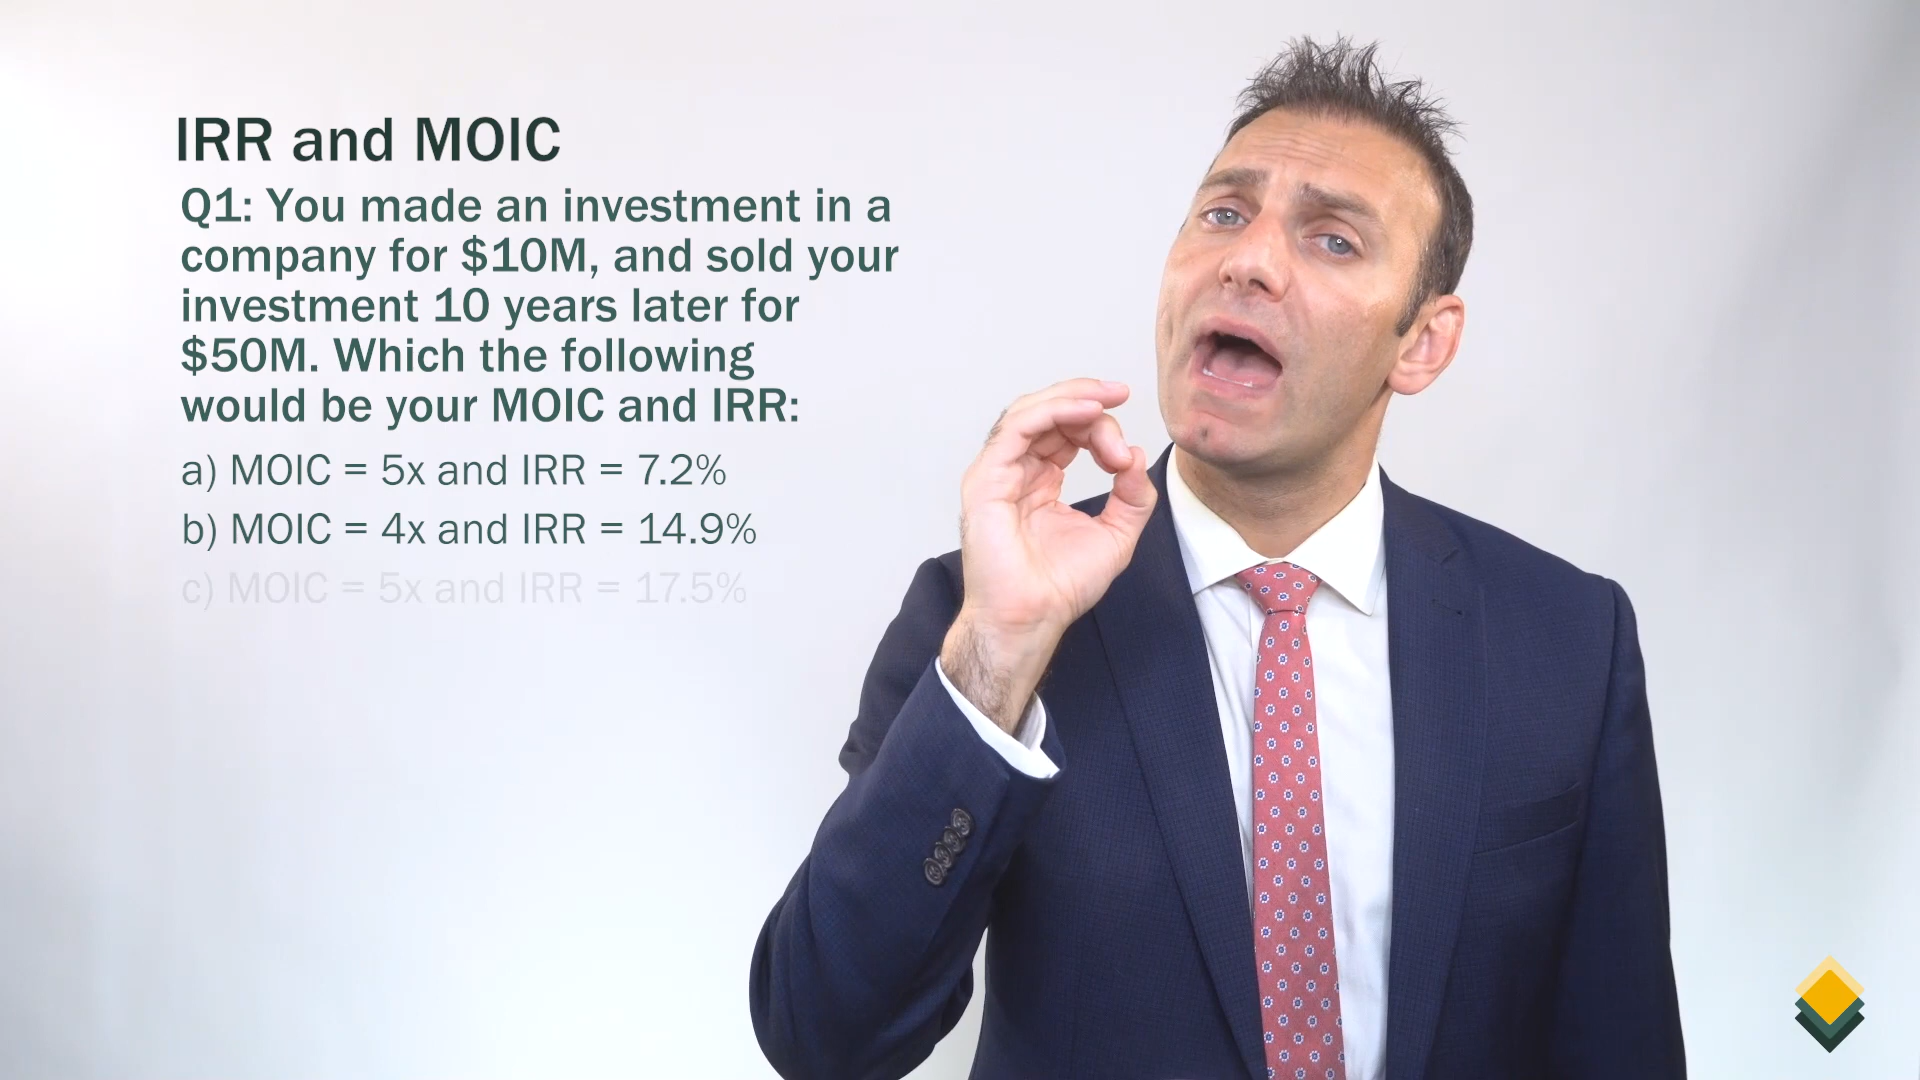 IRR and MOIC
Q1: You made an investment in a
company for $10M, and sold your
investment 10 years later for
$50M. Which the following
would be your MOIC and IRR:
a) MOIC = 5x and IRR = 7.2%
b) MOIC = 4x and IRR = 14.9%
c) MOIC = 5x and IRR = 17.5%